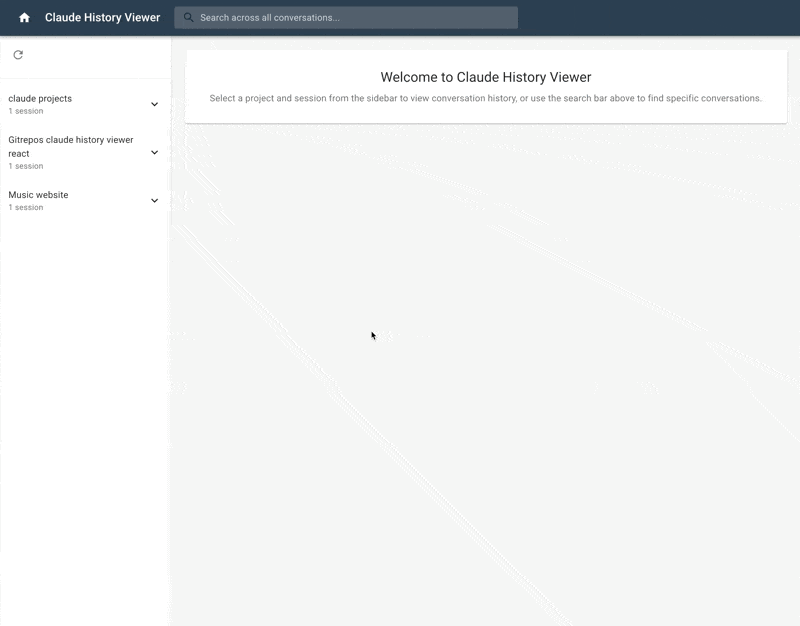 Claude History Viewer
Search across all conversations...
claude projects
1 session
Gitrepos claude history viewer
react
1 session
Music website
1 session
Welcome to Claude History Viewer
Select a project and session from the sidebar to view conversation history, or use the search bar above to find specific conversations.